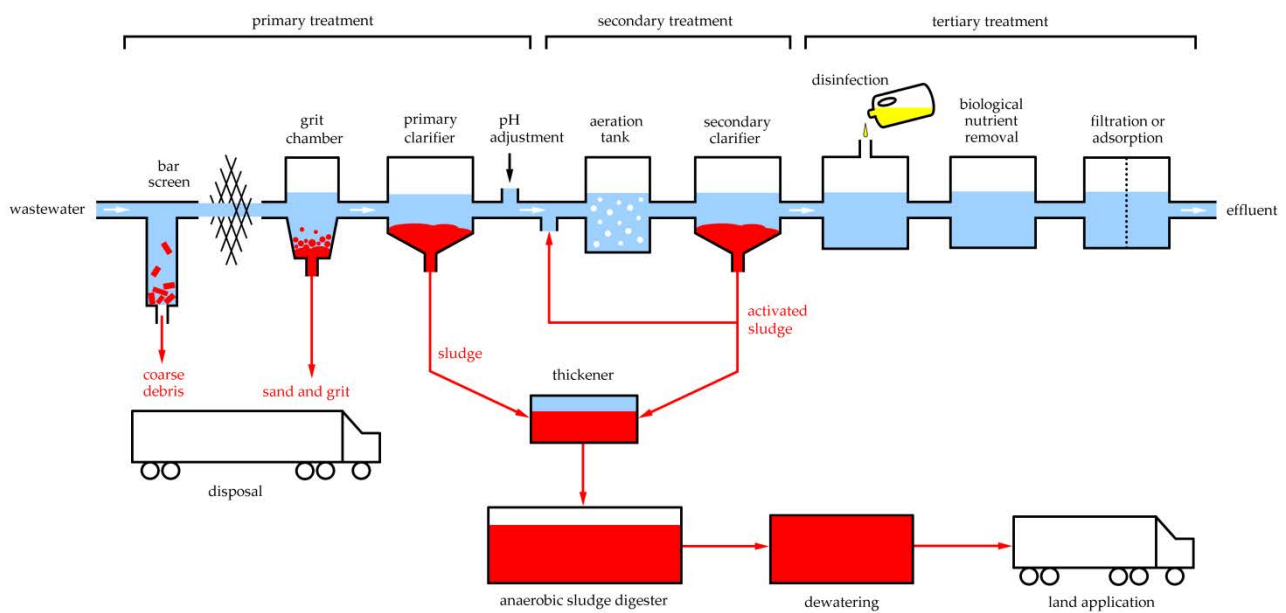 primary treatment
secondary treatment
tertiary treatment
disinfection
grit
chamber
primary
clarifier
pH
adjustment
aeration
tank
secondary
clarifier
biological
nutrient
removal
filtration or
adsorption
bar
screen
wastewater
effluent
activated
sludge
sludge
thickener
coarse
debris
sand and grit
disposal
anaerobic sludge digester
dewatering
land application